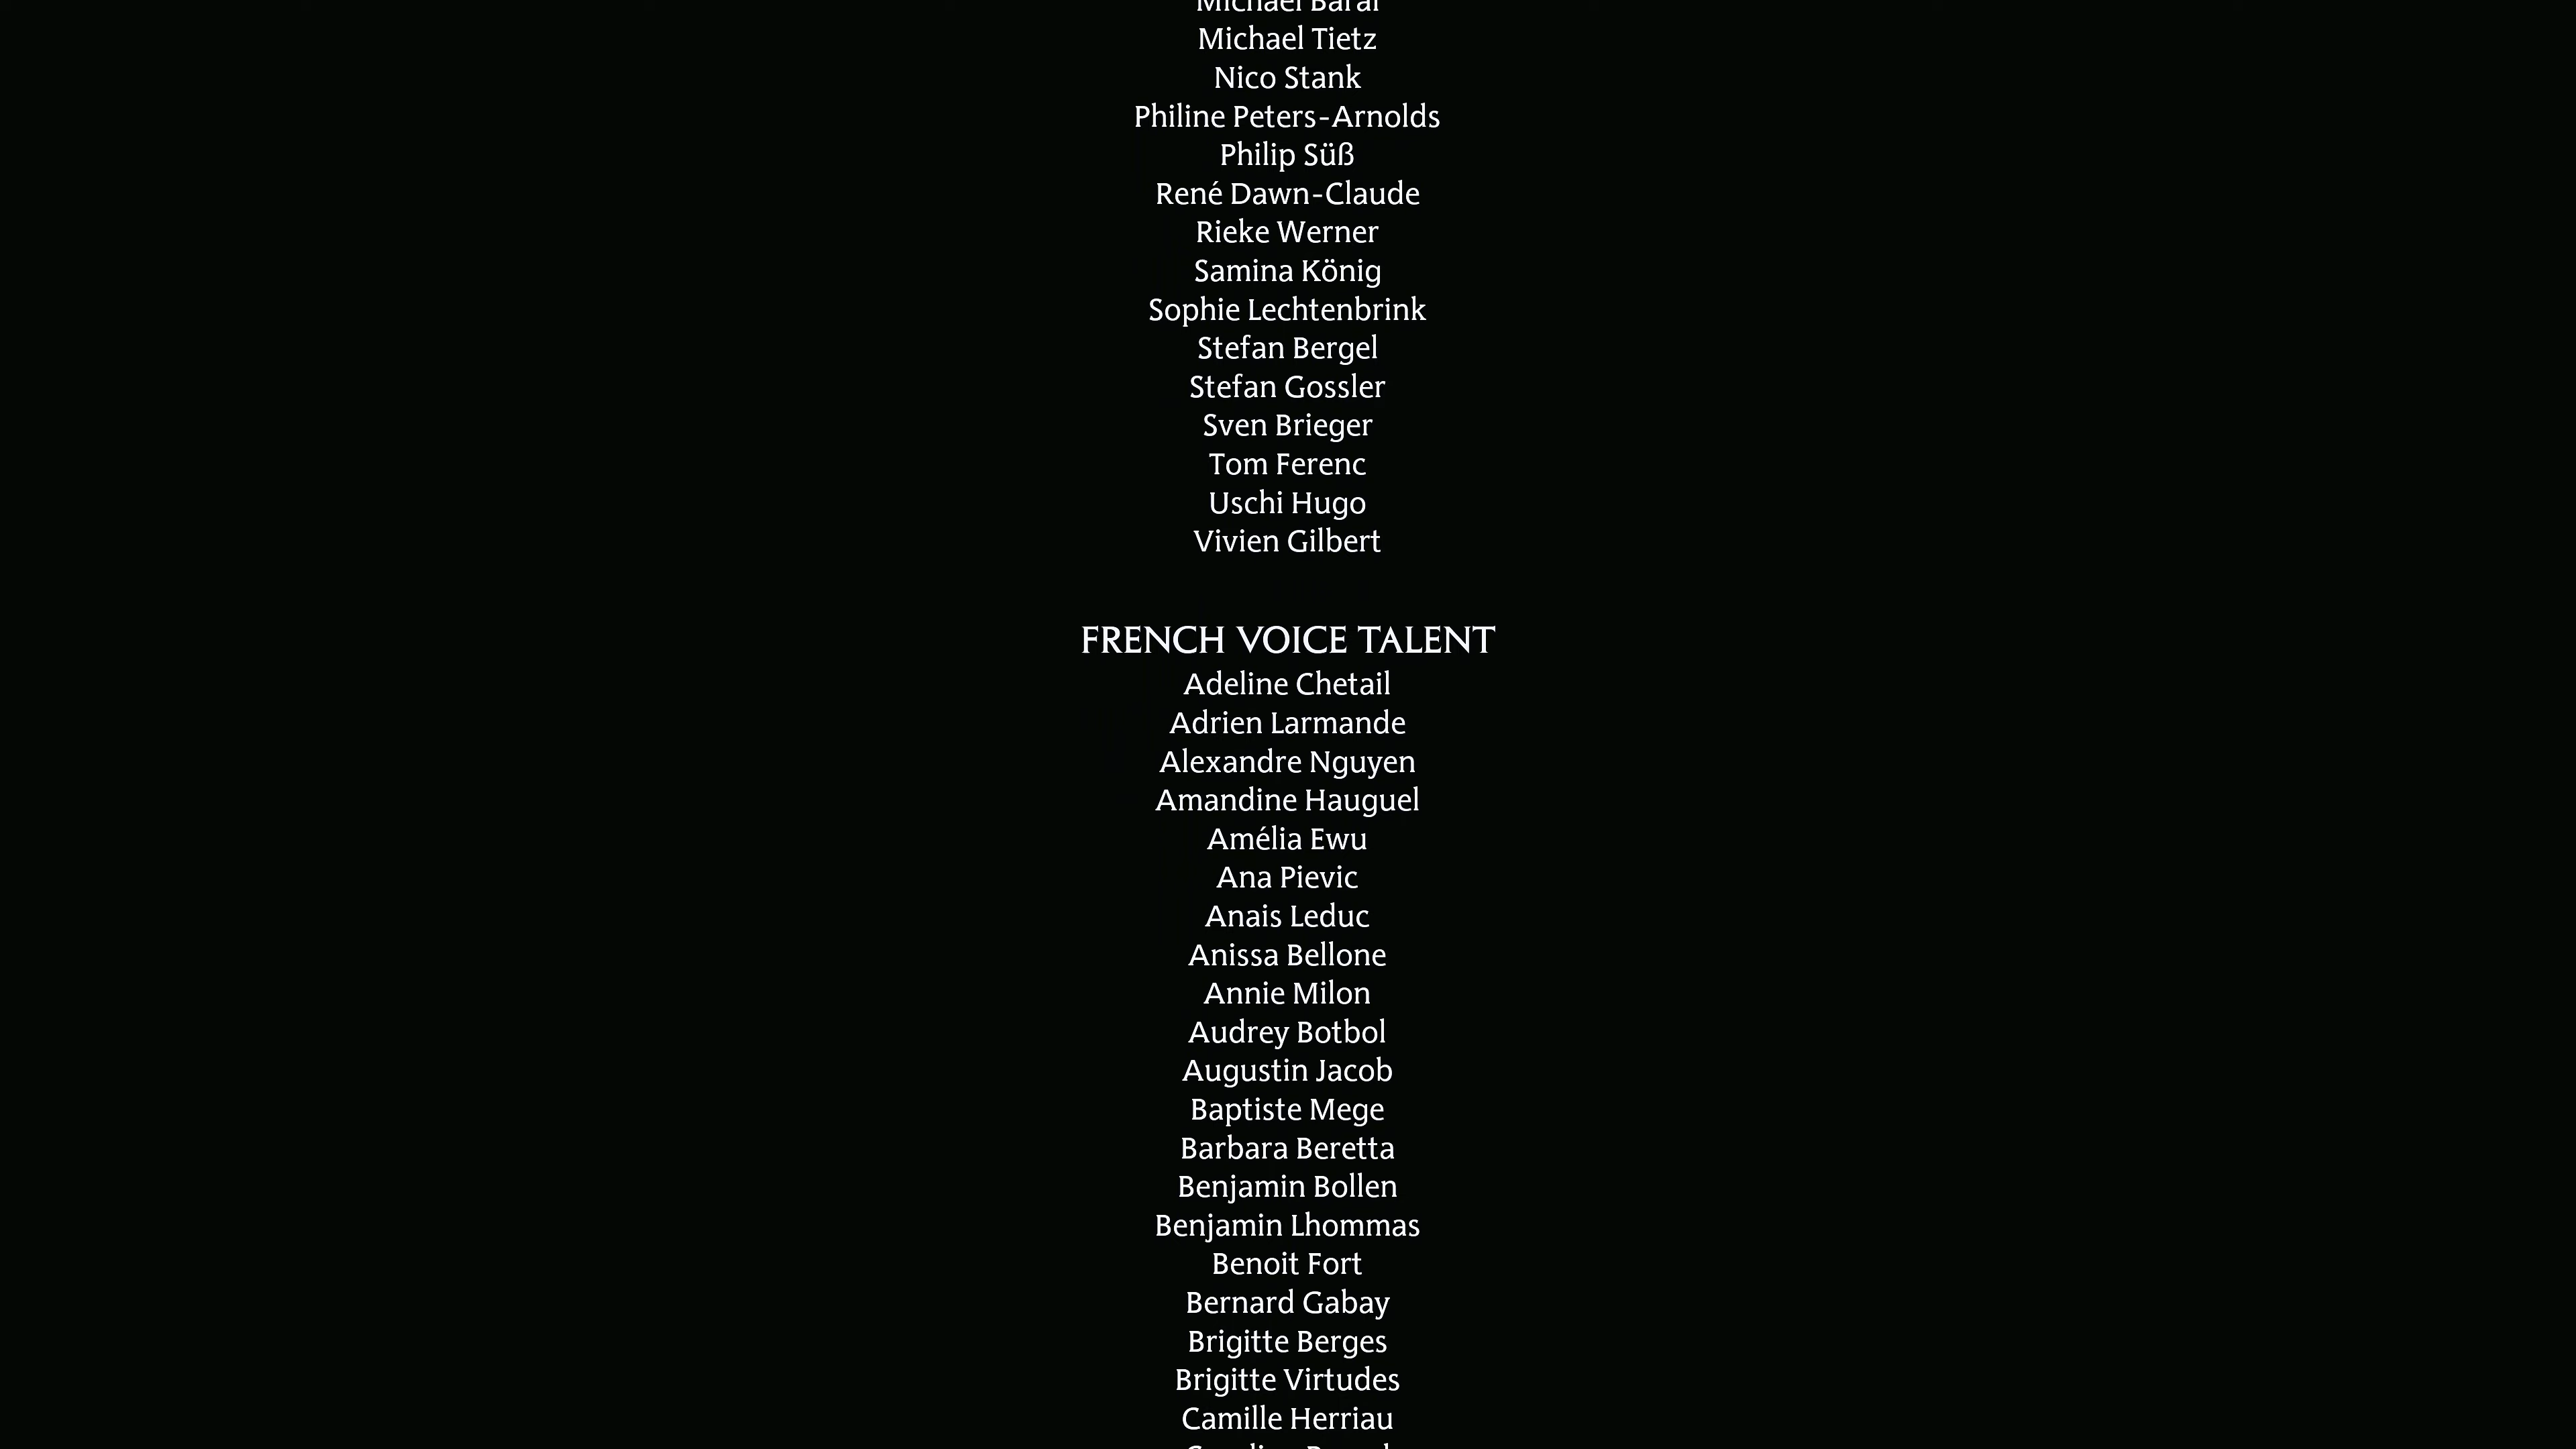 Michael Tietz
Nico Stank
Philine Peters-Arnolds
Philip Süß
René Dawn-Claude
Rieke Werner
Samina König
Sophie Lechtenbrink
Stefan Bergel
Stefan Gossler
Sven Brieger
Tom Ferenc
Uschi Hugo
Vivien Gilbert
FRENCH VOICE TALENT
Adeline Chetail
Adrien Larmande
Alexandre Nguyen
Amandine Hauguel
Amélia Ewu
Ana Pievic
Anais Leduc
Anissa Bellone
Annie Milon
Audrey Botbol
Augustin Jacob
Baptiste Mege
Barbara Beretta
Benjamin Bollen
Benjamin Lhommas
Benoit Fort
Bernard Gabay
Brigitte Berges
Brigitte Virtudes
Camille Herriau